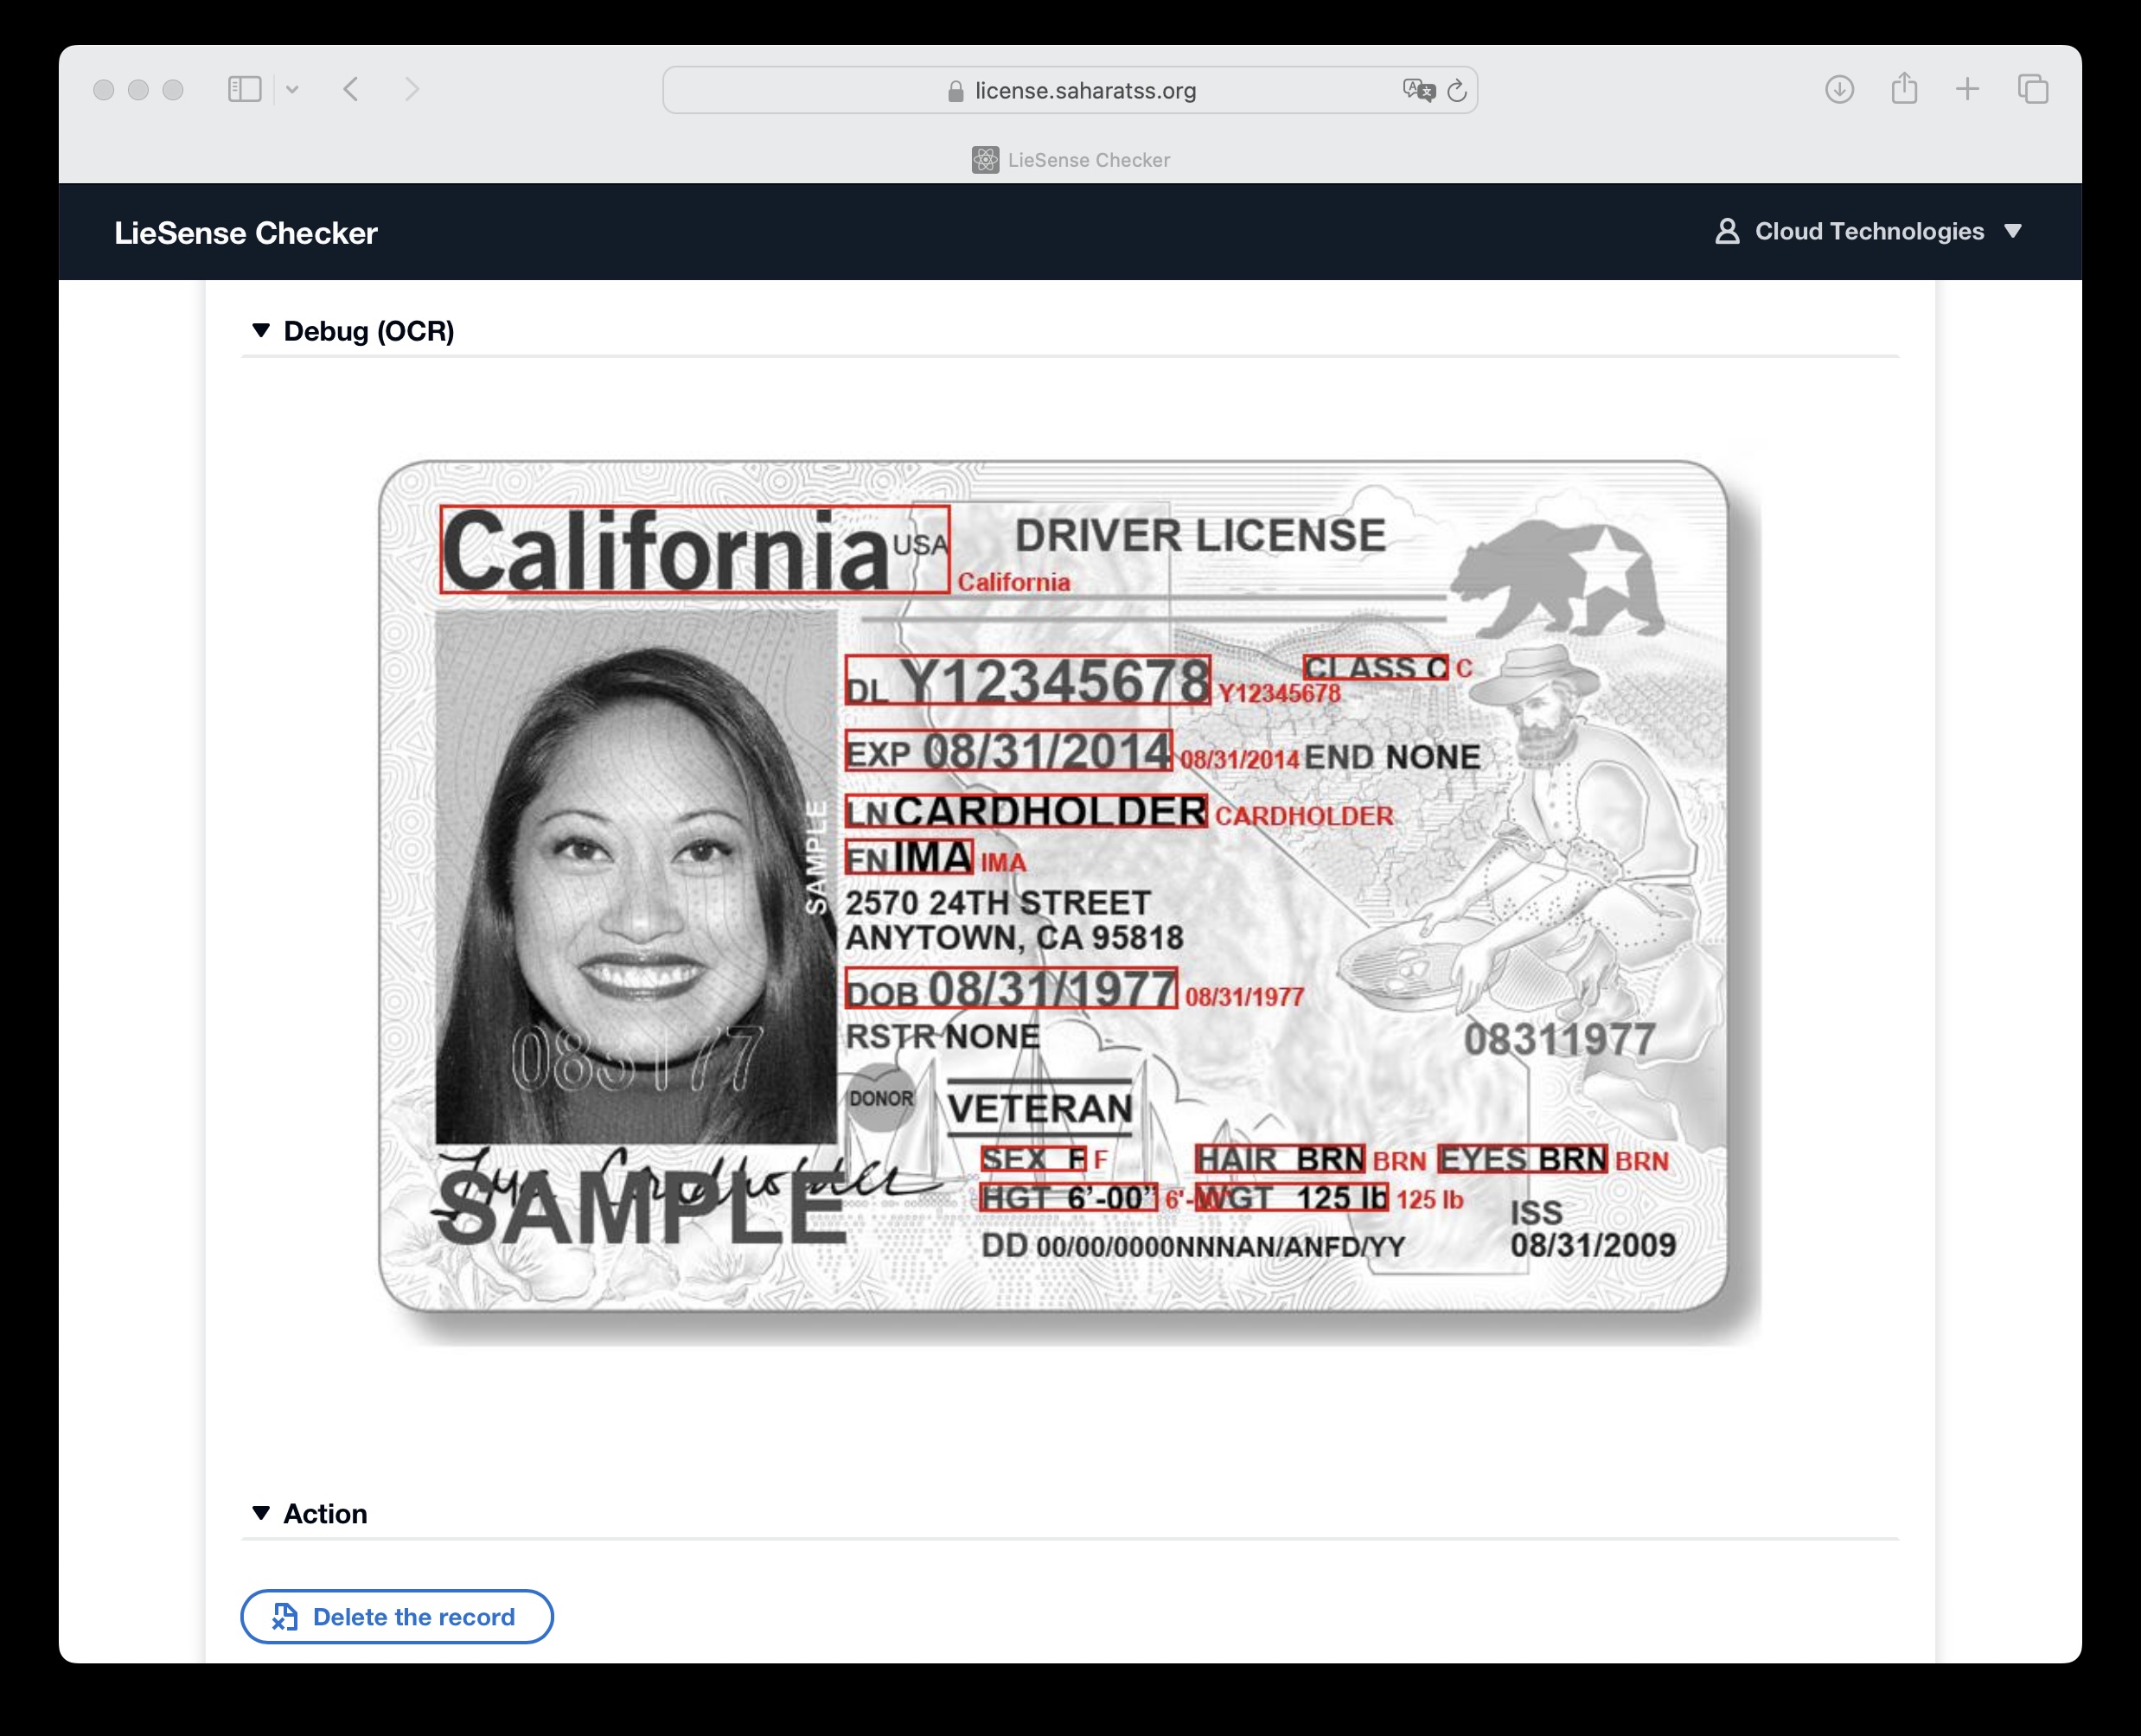 license.saharatss.org
LieSense Checker
LieSense Checker
Cloud Technologies
Debug (OCR)
California USA
DRIVER LICENSE
California
DL Y12345678 Y12345678
CLASS C C
EXP 08/31/2014 08/31/2014 END NONE
LN CARDHOLDER CARDHOLDER
FN IMA IMA
2570 24TH STREET
ANYTOWN, CA 95818
DOB 08/31/1977 08/31/1977
RSTR NONE
08311977
083177
SAMPLE
DONOR
VETERAN
SEX F F HAIR BRN BRN EYES BRN BRN
HGT 6'-00" WGT 125 lb 125 lb
Ima Cardholder
SAMPLE
DD 00/00/0000NNNAN/ANFD/YY
ISS
08/31/2009
Action
Delete the record